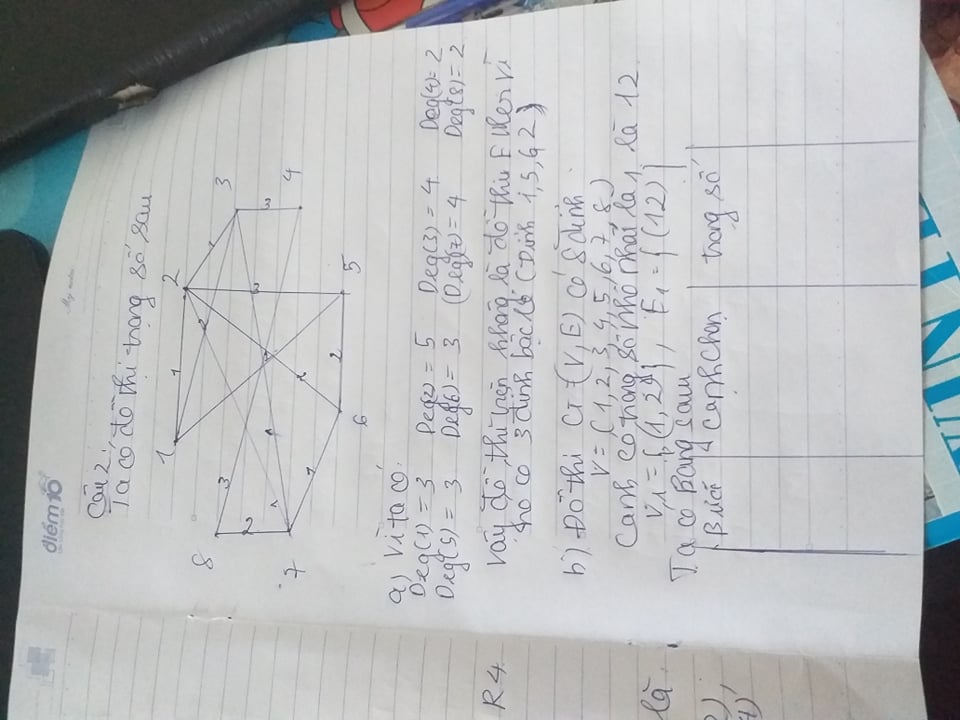 điểm 10
My notes
Câu 2:
Ta có đồ thị trọng số sau
1 1 2
8 3 2 1 3
2 3 3
7 1 1 4
1 2
6 2 5
a) Vì ta có:
Deg(1) = 3 Deg(2) = 5 Deg(3) = 4 Deg(4) = 2
Deg(5) = 3 Deg(6) = 3 (Deg(7) = 4 Deg(8) = 2
R4
Vậy đồ thị trên không là đồ thị Euler vì
nó có 3 đỉnh bậc lẻ (Đỉnh 1, 5, 6, 2)
b) Đồ thị G = (V, E) có 8 đỉnh
V = (1, 2, 3, 4, 5, 6, 7, 8)
Cạnh có trọng số nhỏ nhất là 1 là 12
là
V1 = {(1, 2)}, E1 = {(12)}
Ta có Bảng sau
2),
Bước Cạnh Chọn trọng số